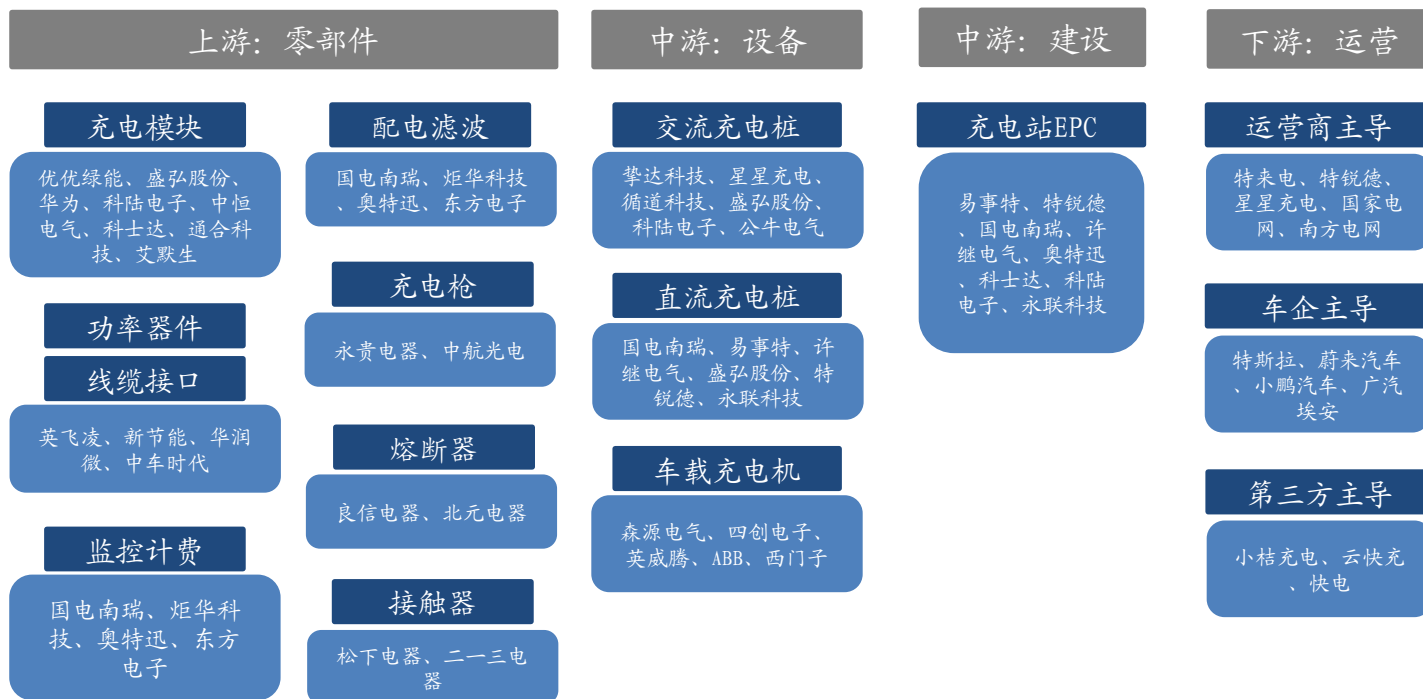 上游：零部件
充电模块
优优绿能、盛弘股份、
华为、科陆电子、中恒
电气、科士达、通合科
技、艾默生
功率器件
线缆接口
英飞凌、新节能、华润
微、中车时代
监控计费
国电南瑞、炬华科
技、奥特迅、东方
电子
配电滤波
国电南瑞、炬华科技
、奥特迅、东方电子
充电枪
永贵电器、中航光电
熔断器
良信电器、北元电器
接触器
松下电器、二一三电
器
中游：设备
交流充电桩
挚达科技、星星充电、
循道科技、盛弘股份、
科陆电子、公牛电气
直流充电桩
国电南瑞、易事特、许
继电气、盛弘股份、特
锐德、永联科技
车载充电机
森源电气、四创电子、
英威腾、ABB、西门子
中游：建设
充电站EPC
易事特、特锐德
、国电南瑞、许
继电气、奥特迅
、科士达、科陆
电子、永联科技
下游：运营
运营商主导
特来电、特锐德、
星星充电、国家电
网、南方电网
车企主导
特斯拉、蔚来汽车
、小鹏汽车、广汽
埃安
第三方主导
小桔充电、云快充
、快电